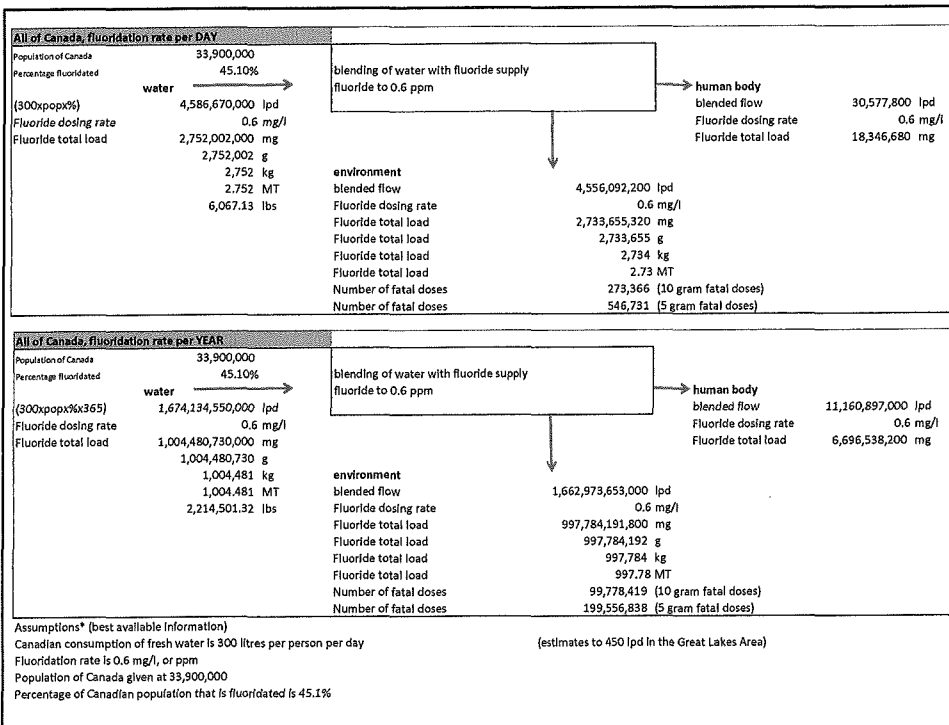 All of Canada, fluoridation rate per DAY
Population of Canada 33,900,000
Percentage fluoridated 45.10%
water
(300xpopx%) 4,586,670,000 lpd
Fluoride dosing rate 0.6 mg/l
Fluoride total load 2,752,002,000 mg
2,752,002 g
2,752 kg
2.752 MT
6,067.13 lbs
blending of water with fluoride supply
fluoride to 0.6 ppm
human body
blended flow 30,577,800 lpd
Fluoride dosing rate 0.6 mg/l
Fluoride total load 18,346,680 mg
environment
blended flow 4,556,092,200 lpd
Fluoride dosing rate 0.6 mg/l
Fluoride total load 2,733,655,320 mg
Fluoride total load 2,733,655 g
Fluoride total load 2,734 kg
Fluoride total load 2.73 MT
Number of fatal doses 273,366 (10 gram fatal doses)
Number of fatal doses 546,731 (5 gram fatal doses)
All of Canada, fluoridation rate per YEAR
Population of Canada 33,900,000
Percentage fluoridated 45.10%
water
(300xpopx%x365) 1,674,134,550,000 lpd
Fluoride dosing rate 0.6 mg/l
Fluoride total load 1,004,480,730,000 mg
1,004,480,730 g
1,004,481 kg
1,004.481 MT
2,214,501.32 lbs
blending of water with fluoride supply
fluoride to 0.6 ppm
human body
blended flow 11,160,897,000 lpd
Fluoride dosing rate 0.6 mg/l
Fluoride total load 6,696,538,200 mg
environment
blended flow 1,662,973,653,000 lpd
Fluoride dosing rate 0.6 mg/l
Fluoride total load 997,784,191,800 mg
Fluoride total load 997,784,192 g
Fluoride total load 997,784 kg
Fluoride total load 997.78 MT
Number of fatal doses 99,778,419 (10 gram fatal doses)
Number of fatal doses 199,556,838 (5 gram fatal doses)
Assumptions* (best available information)
Canadian consumption of fresh water is 300 litres per person per day (estimates to 450 lpd in the Great Lakes Area)
Fluoridation rate is 0.6 mg/l, or ppm
Population of Canada given at 33,900,000
Percentage of Canadian population that is fluoridated is 45.1%